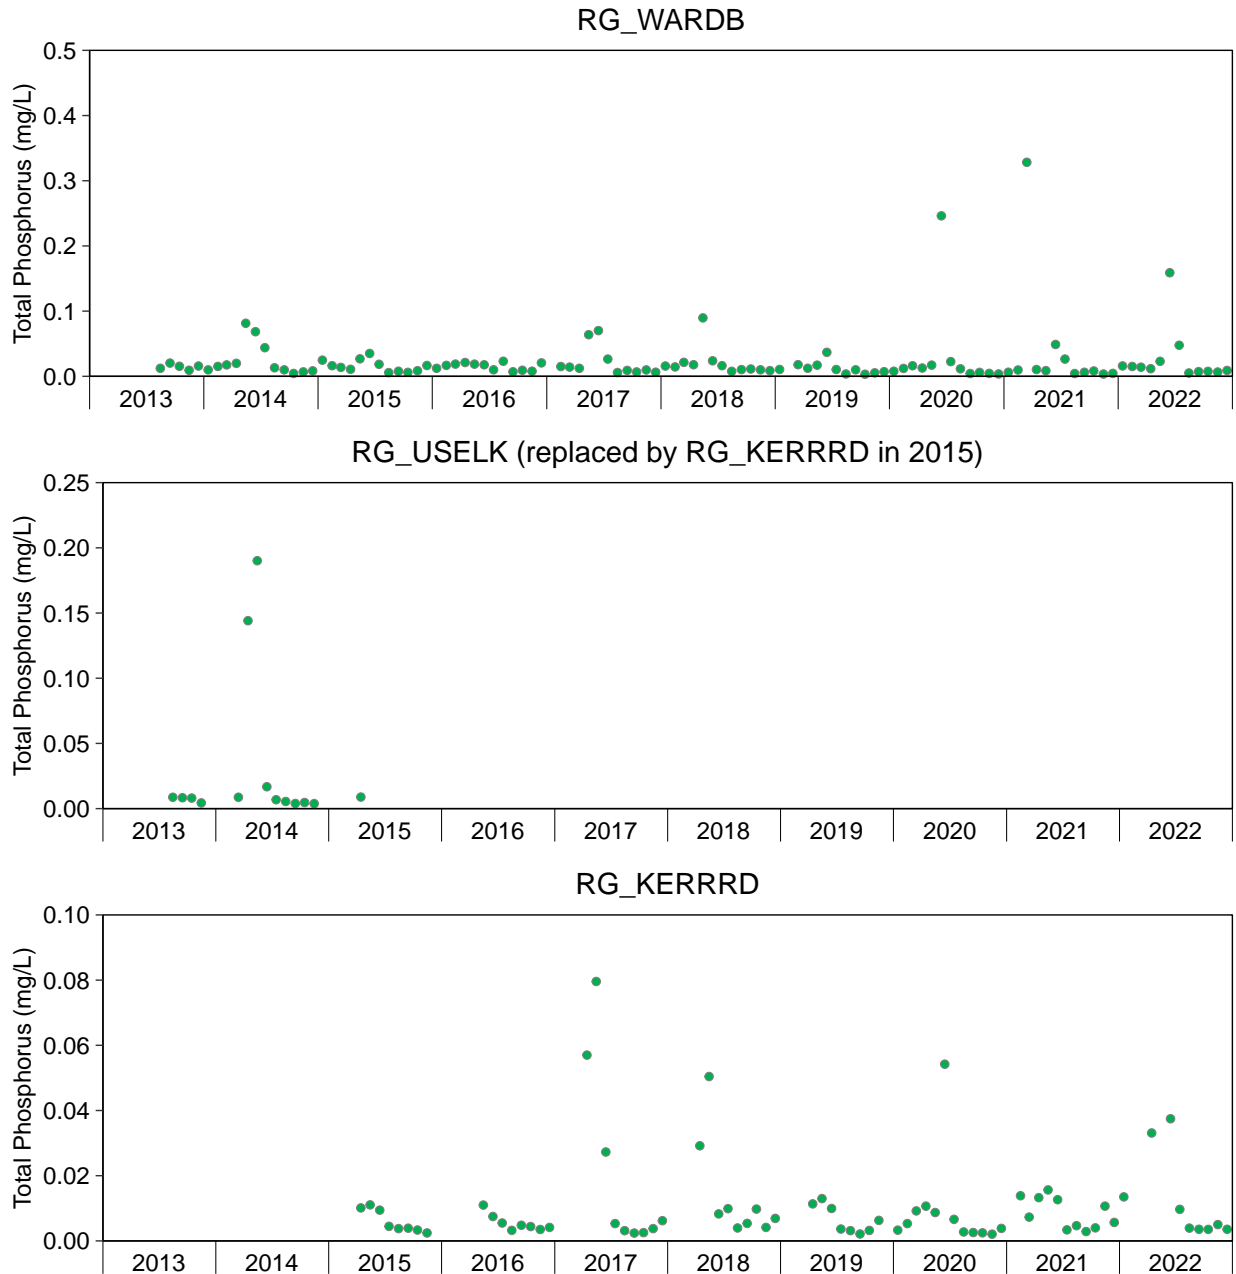 RG_WARDB
Total Phosphorus (mg/L)
0.5
0.4
0.3
0.2
0.1
0.0
2013 2014 2015 2016 2017 2018 2019 2020 2021 2022
RG_USELK (replaced by RG_KERRRD in 2015)
Total Phosphorus (mg/L)
0.25
0.20
0.15
0.10
0.05
0.00
2013 2014 2015 2016 2017 2018 2019 2020 2021 2022
RG_KERRRD
Total Phosphorus (mg/L)
0.10
0.08
0.06
0.04
0.02
0.00
2013 2014 2015 2016 2017 2018 2019 2020 2021 2022